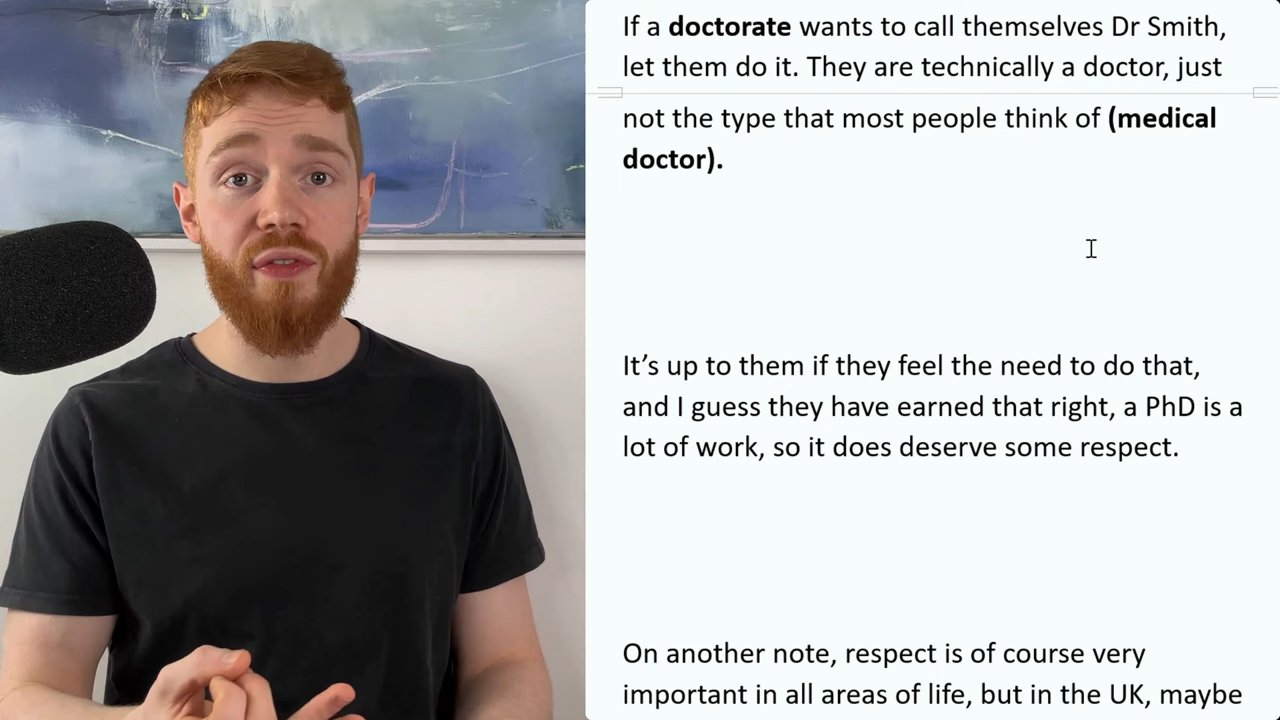 If a doctorate wants to call themselves Dr Smith,
let them do it. They are technically a doctor, just
not the type that most people think of (medical
doctor).
It’s up to them if they feel the need to do that,
and I guess they have earned that right, a PhD is a
lot of work, so it does deserve some respect.
On another note, respect is of course very
important in all areas of life, but in the UK, maybe